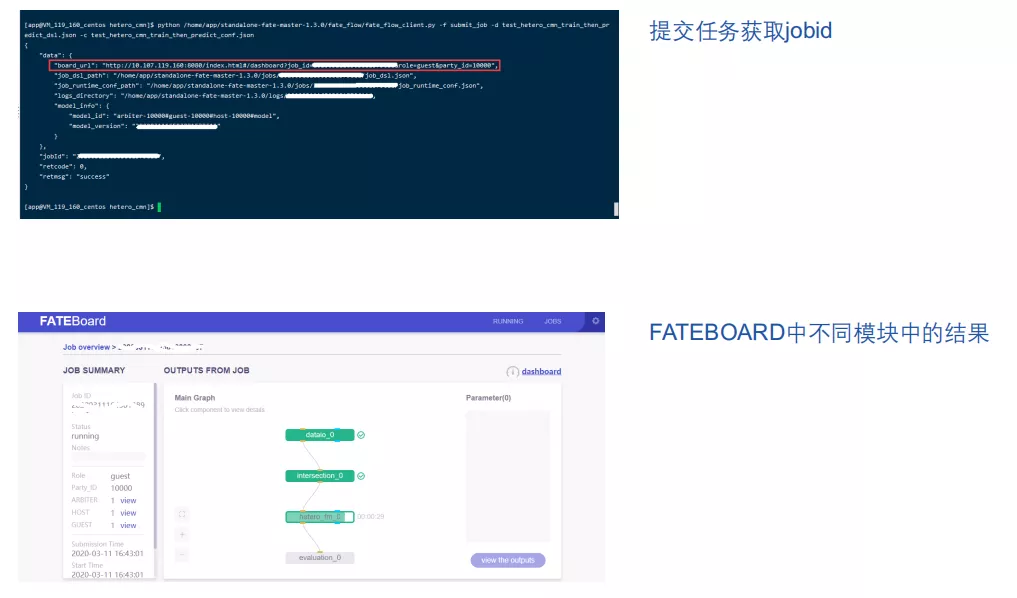 [app@VM_119_160_centos hetero_cmn]$ python /home/app/standalone-fate-master-1.3.0/fate_flow/fate_flow_client.py -f submit_job -d test_hetero_cmn_train_then_pr
edict_dsl.json -c test_hetero_cmn_train_then_predict_conf.json
{
"data": {
"board_url": "http://10.107.119.160:8080/index.html#/dashboard?job_id= role=guest&party_id=10000",
"job_dsl_path": "/home/app/standalone-fate-master-1.3.0/jobs/ job_dsl.json",
"job_runtime_conf_path": "/home/app/standalone-fate-master-1.3.0/jobs/ job_runtime_conf.json",
"logs_directory": "/home/app/standalone-fate-master-1.3.0/logs/ ",
"model_info": {
"model_id": "arbiter-10000#guest-10000#host-10000#model",
"model_version": " "
}
},
"jobId": " ",
"retcode": 0,
"retmsg": "success"
}
[app@VM_119_160_centos hetero_cmn]$
提交任务获取jobid
FATEBoard
RUNNING
JOBS
Job overview >
JOB SUMMARY
OUTPUTS FROM JOB
dashboard
Job ID
Status
running
Notes
Role guest
Party_ID 10000
ARBITER 1 view
HOST 1 view
GUEST 1 view
Submission Time
2020-03-11 16:43:01
Start Time
2020-03-11 16:43:01
Main Graph
Click component to view details
dataio_0
intersection_0
hetero_fm_0 00:00:29
evaluation_0
Parameter(0)
view the outputs
FATEBOARD中不同模块中的结果